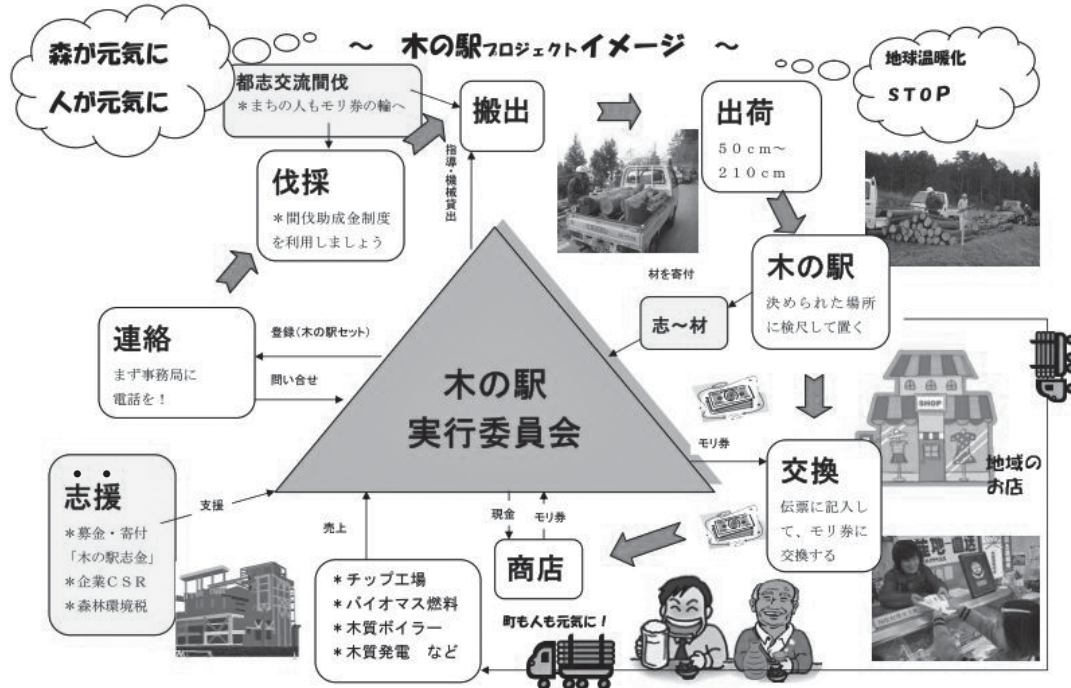 ～ 木の駅プロジェクトイメージ ～
森が元気に
人が元気に
都志交流間伐
＊まちの人もモリ券の輪へ
搬出
出荷
５０ｃｍ～
２１０ｃｍ
地球温暖化
ＳＴＯＰ
伐採
＊間伐助成金制度
を利用しましょう
指導・機械貸出
木の駅
決められた場所
に検尺して置く
材を寄付
志～材
連絡
まず事務局に
電話を！
登録（木の駅セット）
問い合せ
木の駅
実行委員会
SHOP
地域の
お店
モリ券
交換
伝票に記入し
て、モリ券に
交換する
志援
＊募金・寄付
「木の駅志金」
＊企業ＣＳＲ
＊森林環境税
支援
売上
現金
モリ券
商店
＊チップ工場
＊バイオマス燃料
＊木質ボイラー
＊木質発電　など
町も人も元気に！